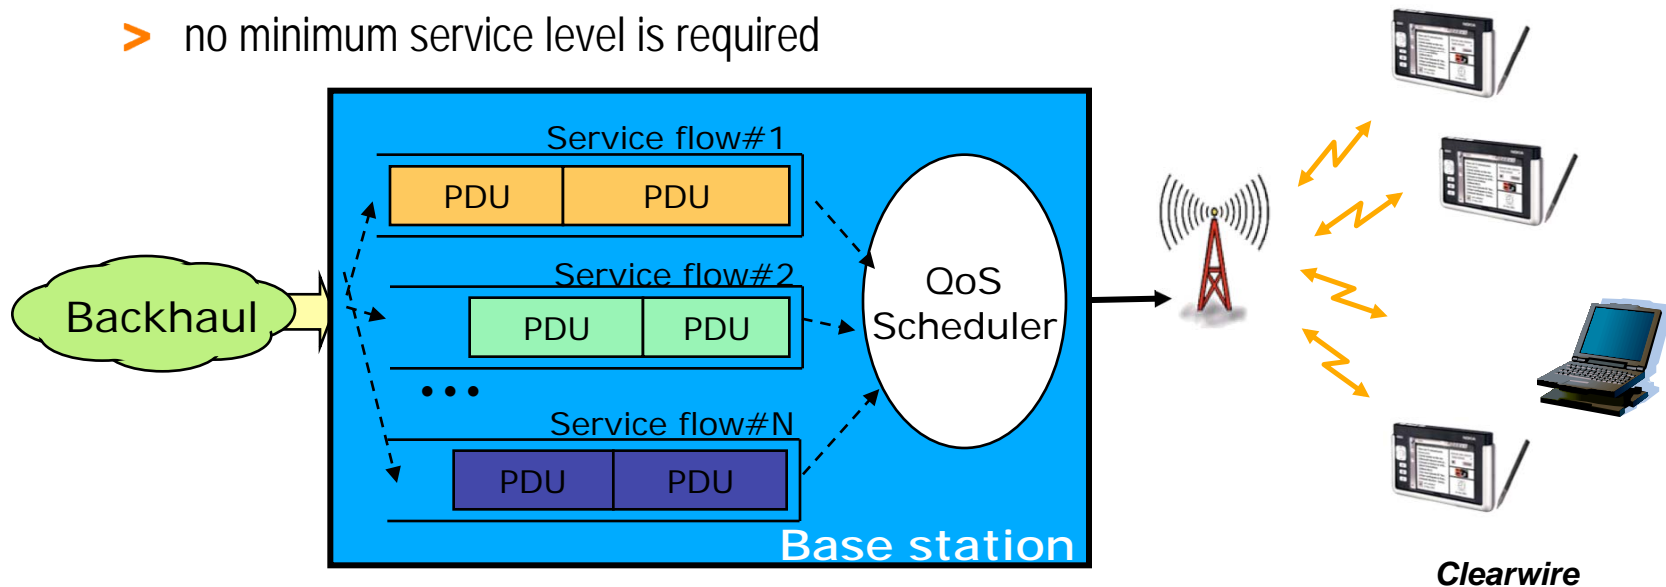 > no minimum service level is required
Service flow#1
PDU PDU
Service flow#2
PDU PDU
...
Service flow#N
PDU PDU
Backhaul
QoS
Scheduler
Base station
Clearwire